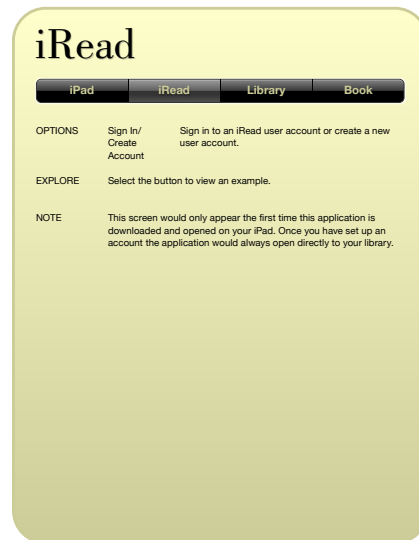 iRead
iPad iRead Library Book
OPTIONS Sign In/ Sign in to an iRead user account or create a new
Create user account.
Account
EXPLORE Select the button to view an example.
NOTE This screen would only appear the first time this application is
downloaded and opened on your iPad. Once you have set up an
account the application would always open directly to your library.